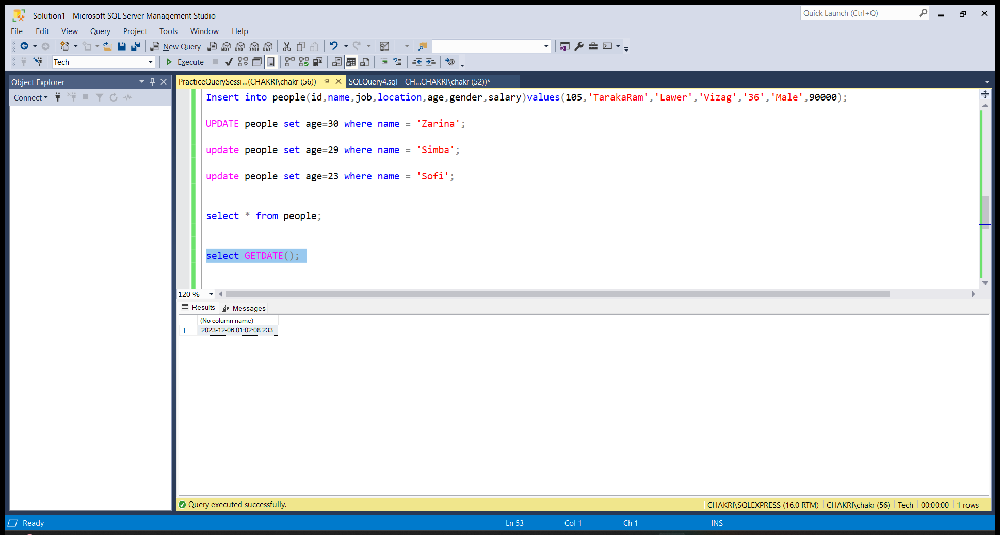 Solution1 - Microsoft SQL Server Management Studio
Quick Launch (Ctrl+Q)
File Edit View Query Project Tools Window Help
New Query MDX DMX XMLA DAX
Tech Execute
Object Explorer
Connect
PracticeQuerySessi...(CHAKRI\chakr (56)) SQLQuery4.sql - CH...CHAKRI\chakr (52))*
Insert into people(id,name,job,location,age,gender,salary)values(105,'TarakaRam','Lawer','Vizag','36','Male',90000);
UPDATE people set age=30 where name = 'Zarina';
update people set age=29 where name = 'Simba';
update people set age=23 where name = 'Sofi';
select * from people;
select GETDATE();
120 %
Results Messages
(No column name)
1 2023-12-06 01:02:08.233
Query executed successfully. CHAKRI\SQLEXPRESS (16.0 RTM) CHAKRI\chakr (56) Tech 00:00:00 1 rows
Ready Ln 53 Col 1 Ch 1 INS